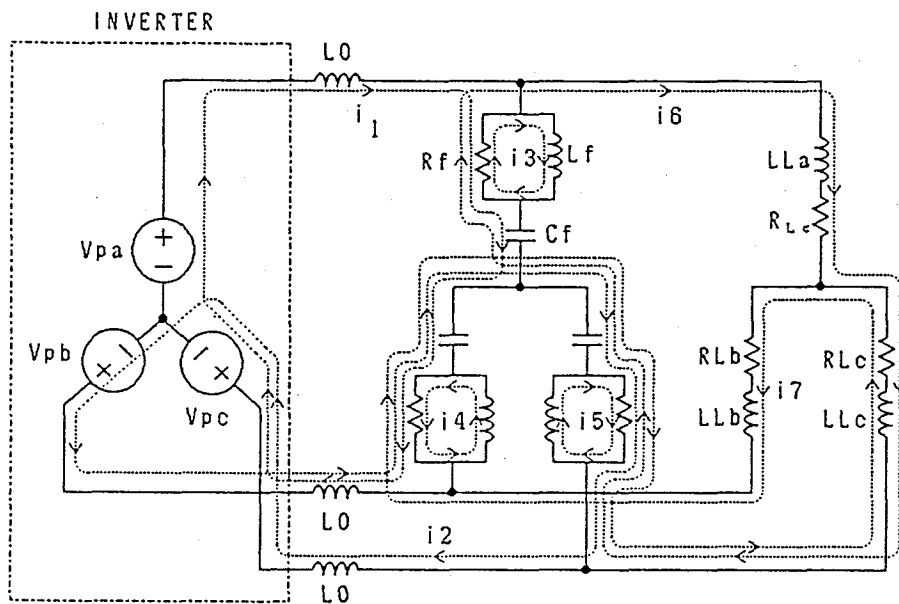 INVERTER
L0
i1
i6
Rf
i3
Lf
LLa
RLc
Cf
Vpa
+
−
Vpb
Vpc
RLb
RLc
i4
i5
i7
LLb
LLc
L0
i2
L0